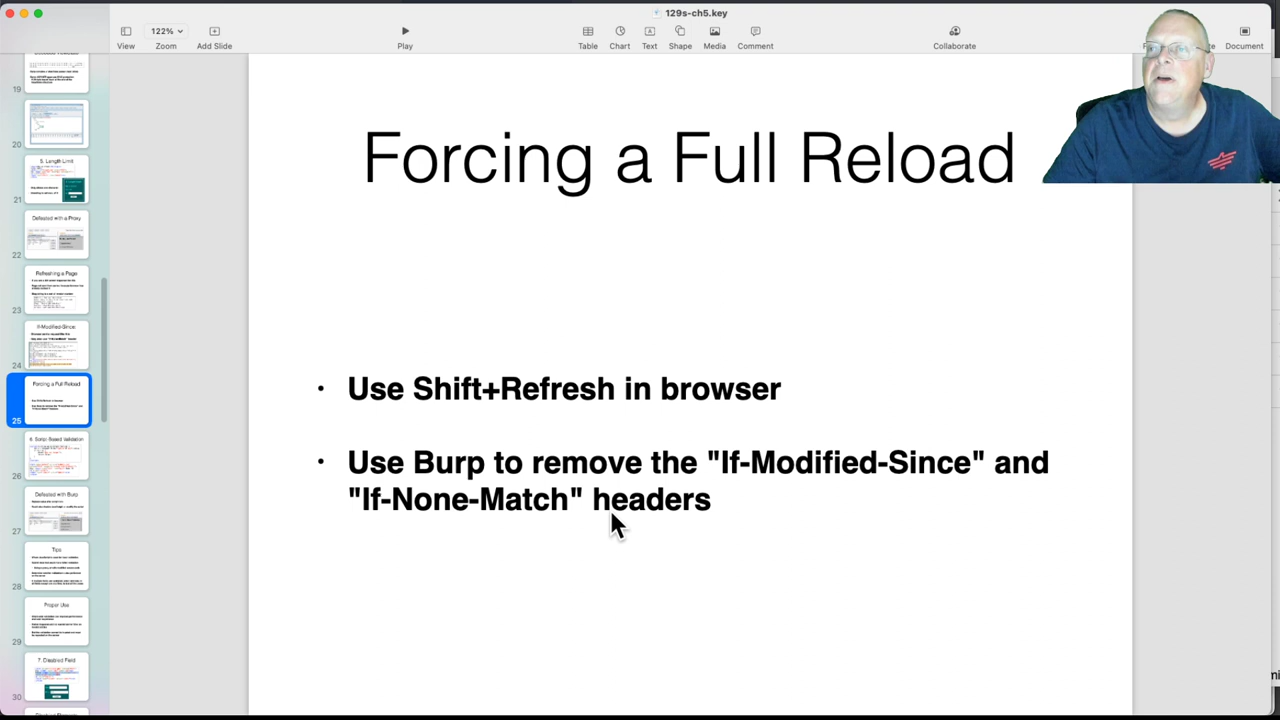 129s-ch5.key
122%
View
Zoom
Add Slide
Play
Table
Chart
Text
Shape
Media
Comment
Collaborate
Document
19
20
5. Length Limit
21
Defeated with a Proxy
22
Refreshing a Page
23
If-Modified-Since:
24
Forcing a Full Reload
25
6. Script-Based Validation
26
Defeated with Burp
27
Tips
28
Proper Use
29
7. Disabled Field
30
Forcing a Full Reload
• Use Shift+Refresh in browser
• Use Burp to remove the "If-Modified-Since" and
"If-None-Match" headers